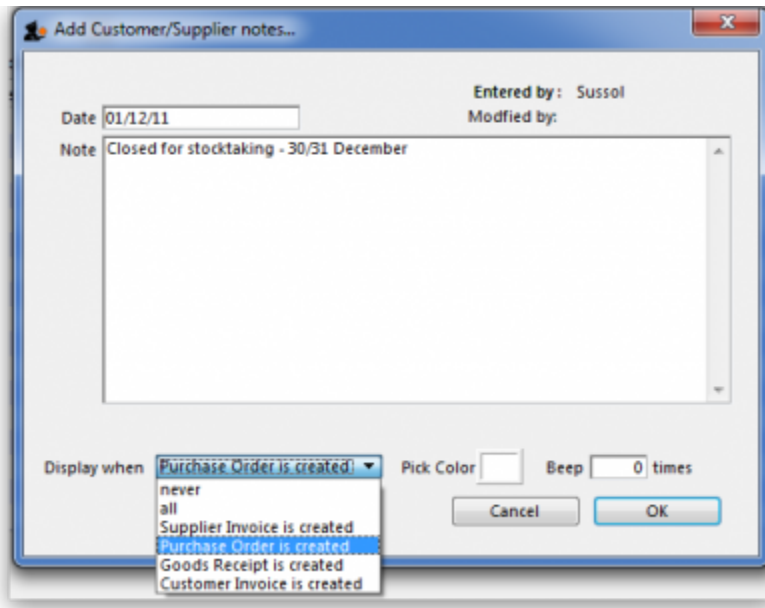 Add Customer/Supplier notes...
Entered by: Sussol
Date 01/12/11 Modfied by:
Note Closed for stocktaking - 30/31 December
Display when Purchase Order is created Pick Color Beep 0 times
never
all
Supplier Invoice is created
Purchase Order is created
Goods Receipt is created
Customer Invoice is created
Cancel OK